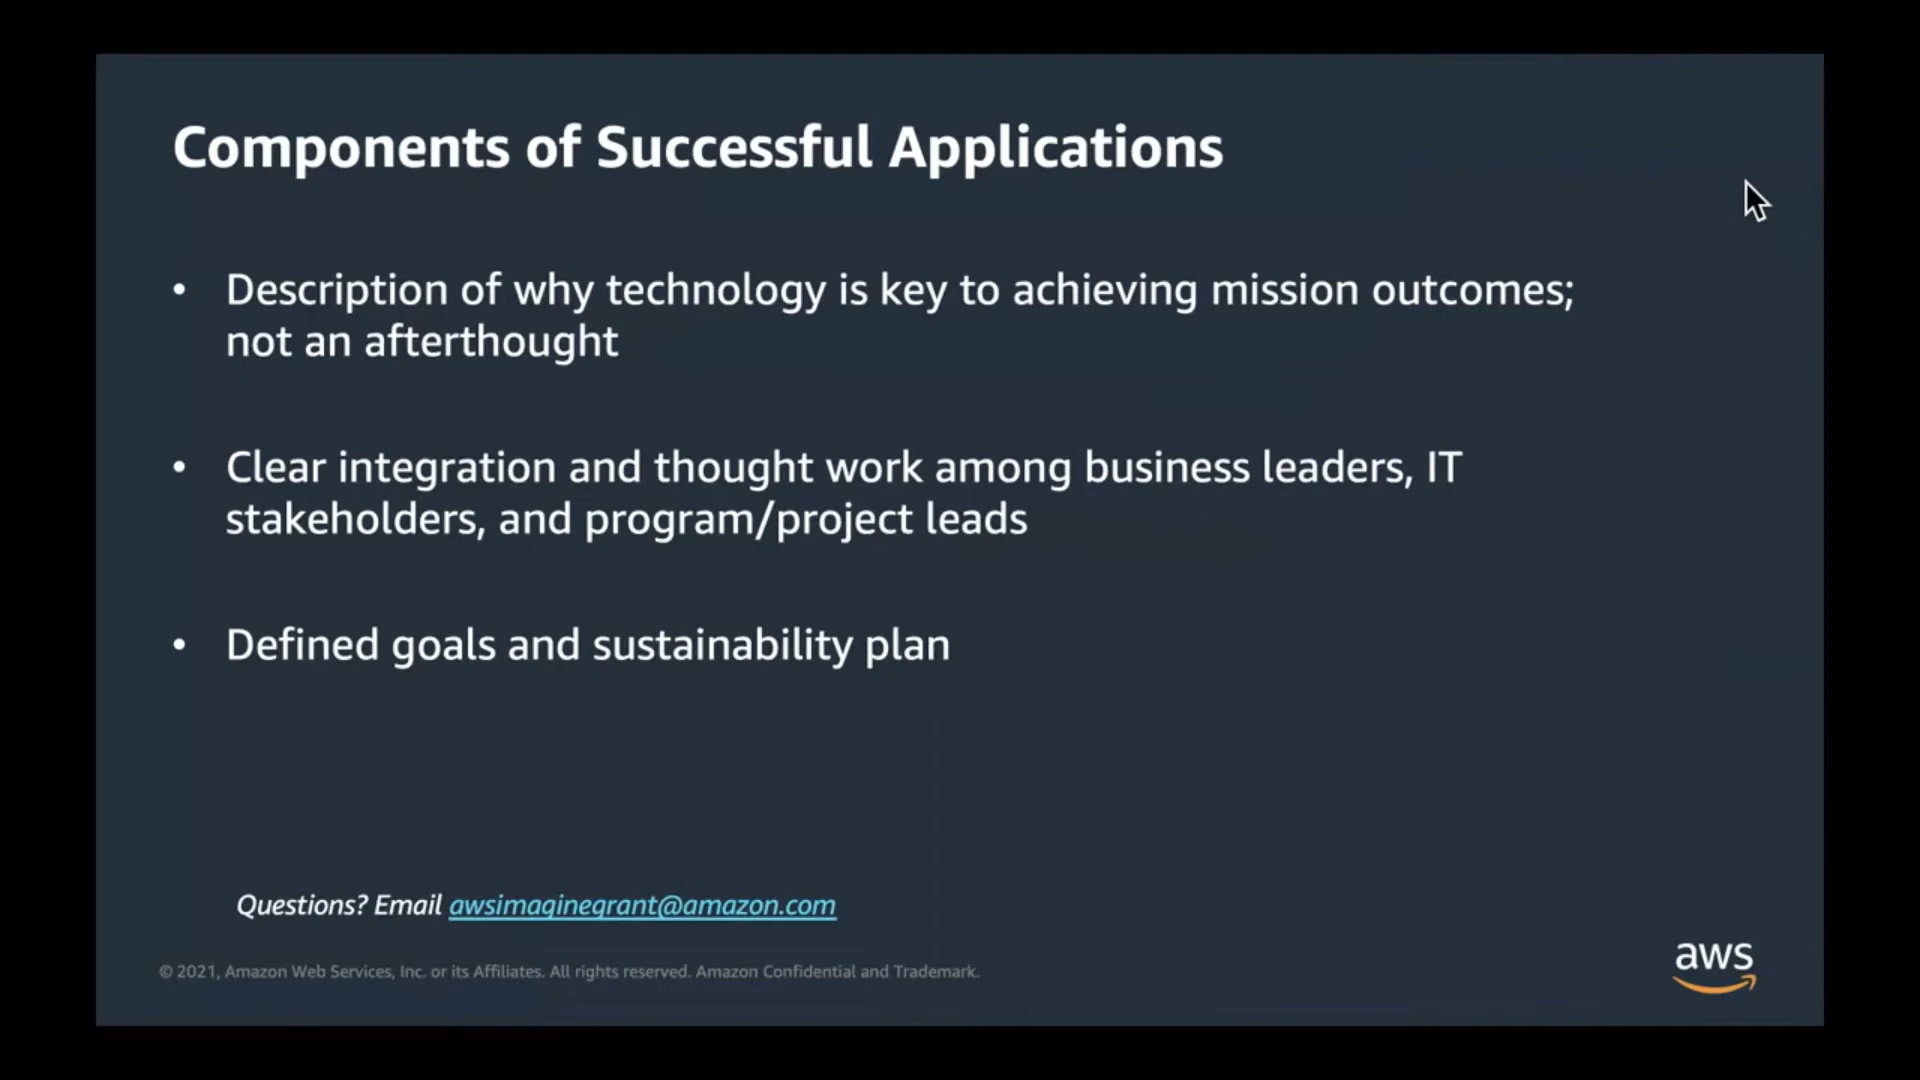 Components of Successful Applications
• Description of why technology is key to achieving mission outcomes;
not an afterthought
• Clear integration and thought work among business leaders, IT
stakeholders, and program/project leads
• Defined goals and sustainability plan
Questions? Email awsimaginegrant@amazon.com
© 2021, Amazon Web Services, Inc. or its Affiliates. All rights reserved. Amazon Confidential and Trademark.
aws